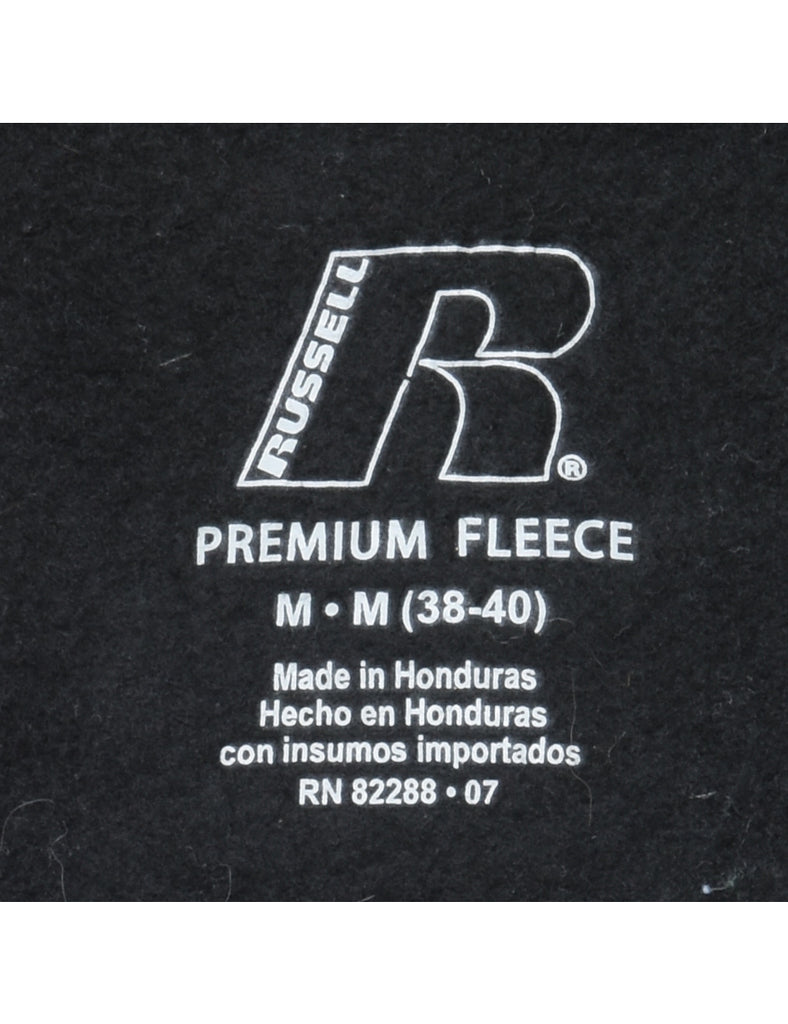 RUSSELL
R
®
PREMIUM FLEECE
M • M (38-40)
Made in Honduras
Hecho en Honduras
con insumos importados
RN 82288 • 07